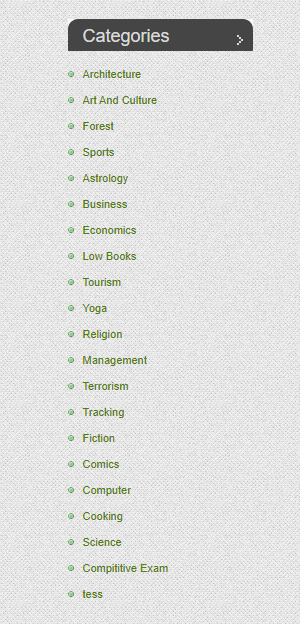 Categories
Architecture
Art And Culture
Forest
Sports
Astrology
Business
Economics
Low Books
Tourism
Yoga
Religion
Management
Terrorism
Tracking
Fiction
Comics
Computer
Cooking
Science
Compititive Exam
tess